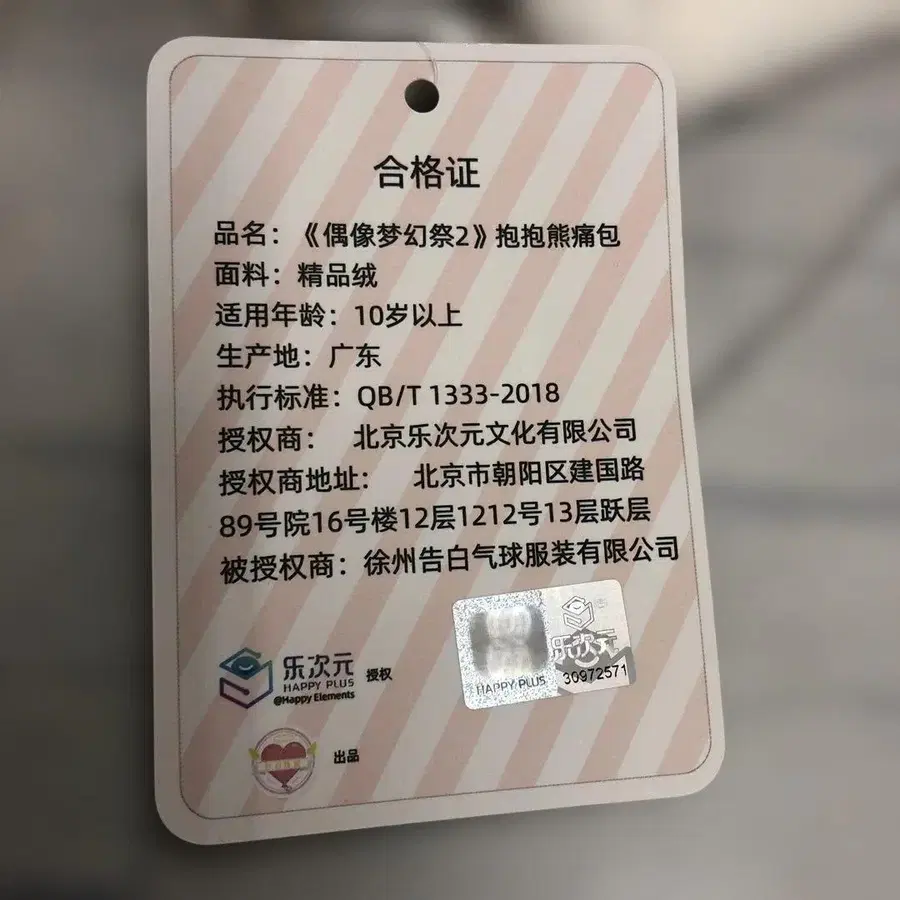 合格证
品名：《偶像梦幻祭2》抱抱熊痛包
面料：精品绒
适用年龄：10岁以上
生产地：广东
执行标准：QB/T 1333-2018
授权商： 北京乐次元文化有限公司
授权商地址： 北京市朝阳区建国路
89号院16号楼12层1212号13层跃层
被授权商：徐州告白气球服装有限公司
乐次元
HAPPY PLUS
@Happy Elements
授权
乐次元
HAPPY PLUS
30972571
出品